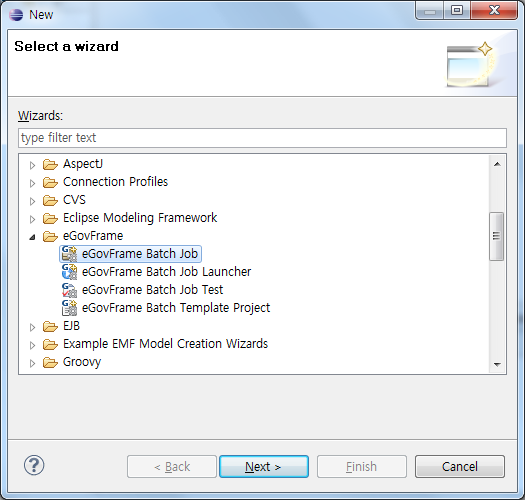 New
Select a wizard
Wizards:
type filter text
AspectJ
Connection Profiles
CVS
Eclipse Modeling Framework
eGovFrame
eGovFrame Batch Job
eGovFrame Batch Job Launcher
eGovFrame Batch Job Test
eGovFrame Batch Template Project
EJB
Example EMF Model Creation Wizards
Groovy
? < Back Next > Finish Cancel